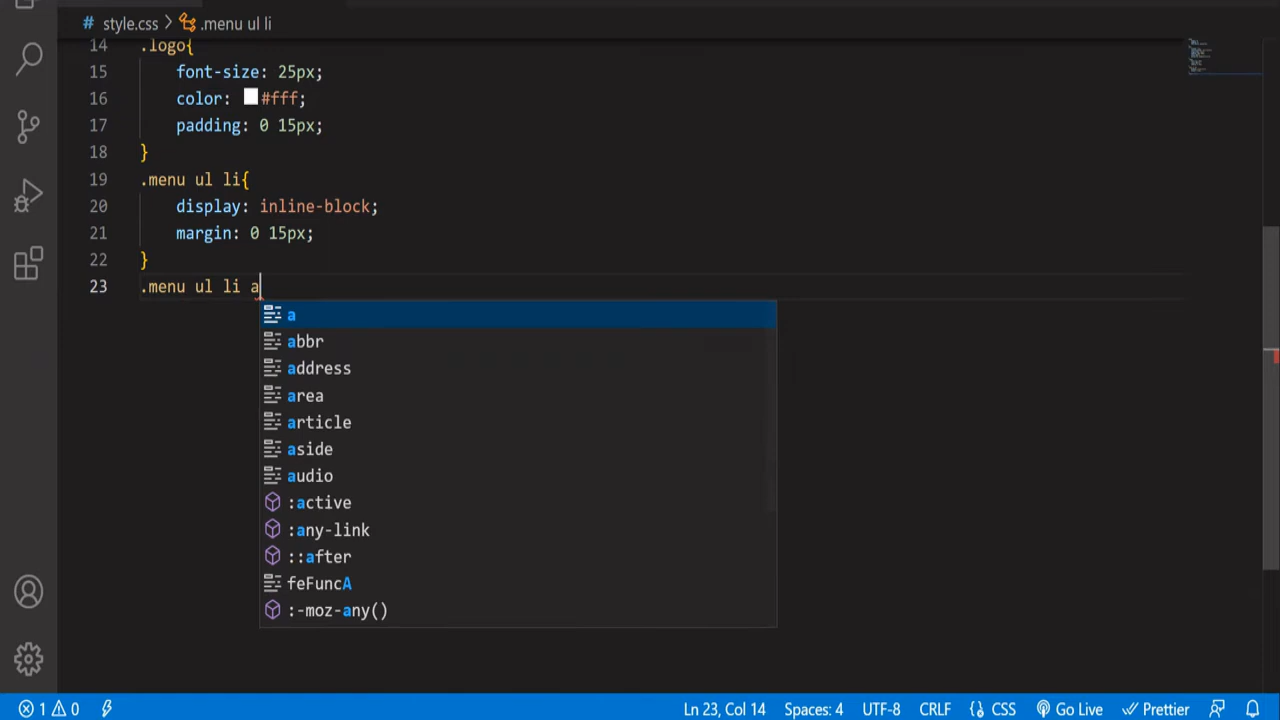 style.css > .menu ul li
14 .logo{
15 font-size: 25px;
16 color: #fff;
17 padding: 0 15px;
18 }
19 .menu ul li{
20 display: inline-block;
21 margin: 0 15px;
22 }
23 .menu ul li a
a
abbr
address
area
article
aside
audio
:active
:any-link
::after
feFuncA
:-moz-any()
1 0 Ln 23, Col 14 Spaces: 4 UTF-8 CRLF {} CSS Go Live Prettier